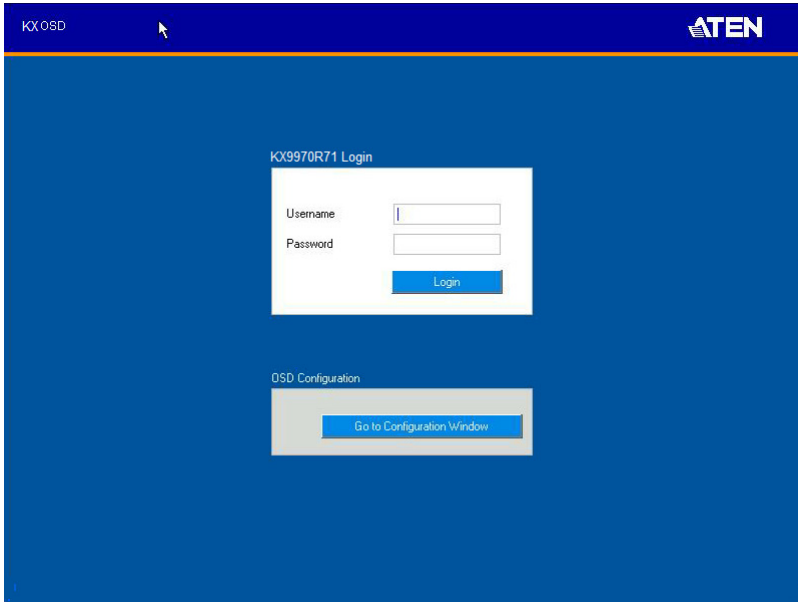 KX OSD
ATEN
KX9970R71 Login
Username
Password
Login
OSD Configuration
Go to Configuration Window